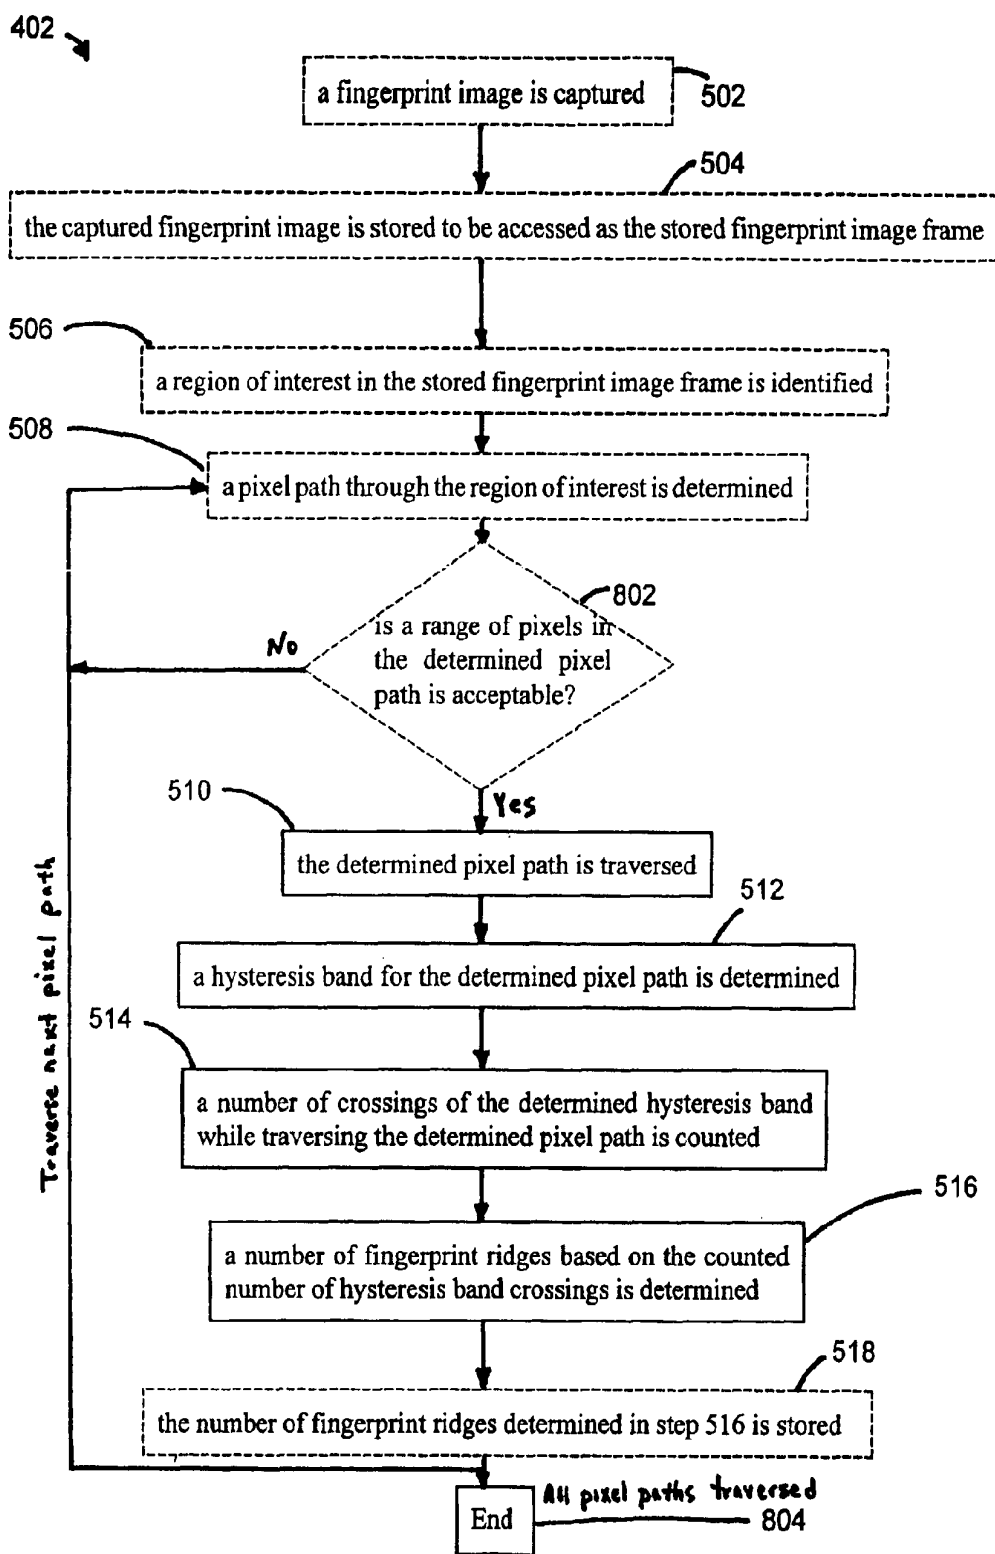 402
a fingerprint image is captured
502
504
the captured fingerprint image is stored to be accessed as the stored fingerprint image frame
506
a region of interest in the stored fingerprint image frame is identified
508
a pixel path through the region of interest is determined
802
is a range of pixels in
the determined pixel
path is acceptable?
No
Yes
510
the determined pixel path is traversed
512
a hysteresis band for the determined pixel path is determined
514
a number of crossings of the determined hysteresis band
while traversing the determined pixel path is counted
516
a number of fingerprint ridges based on the counted
number of hysteresis band crossings is determined
518
the number of fingerprint ridges determined in step 516 is stored
Traverse next pixel path
All pixel paths traversed
End
804